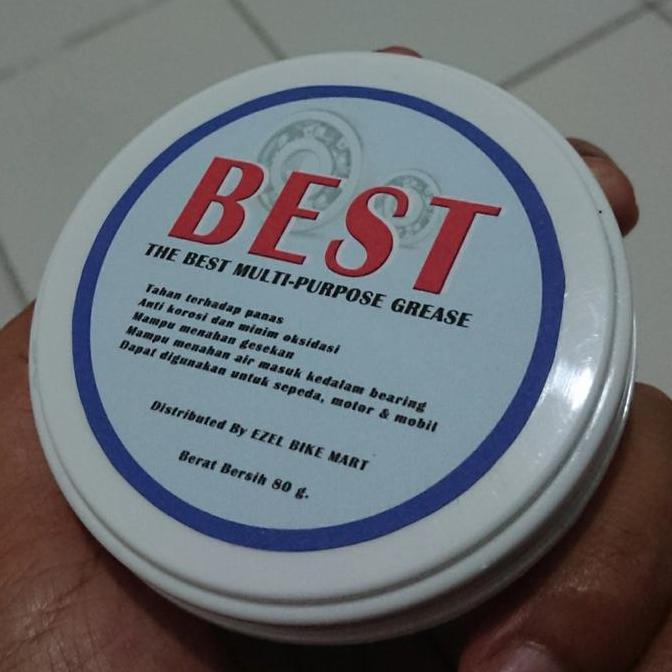 BEST
THE BEST MULTI-PURPOSE GREASE
Tahan terhadap panas
Anti korosi dan minim oksidasi
Mampu menahan gesekan
Mampu menahan air masuk kedalam bearing
Dapat digunakan untuk sepeda, motor & mobil
Distributed By EZEL BIKE MART
Berat Bersih 80 g.